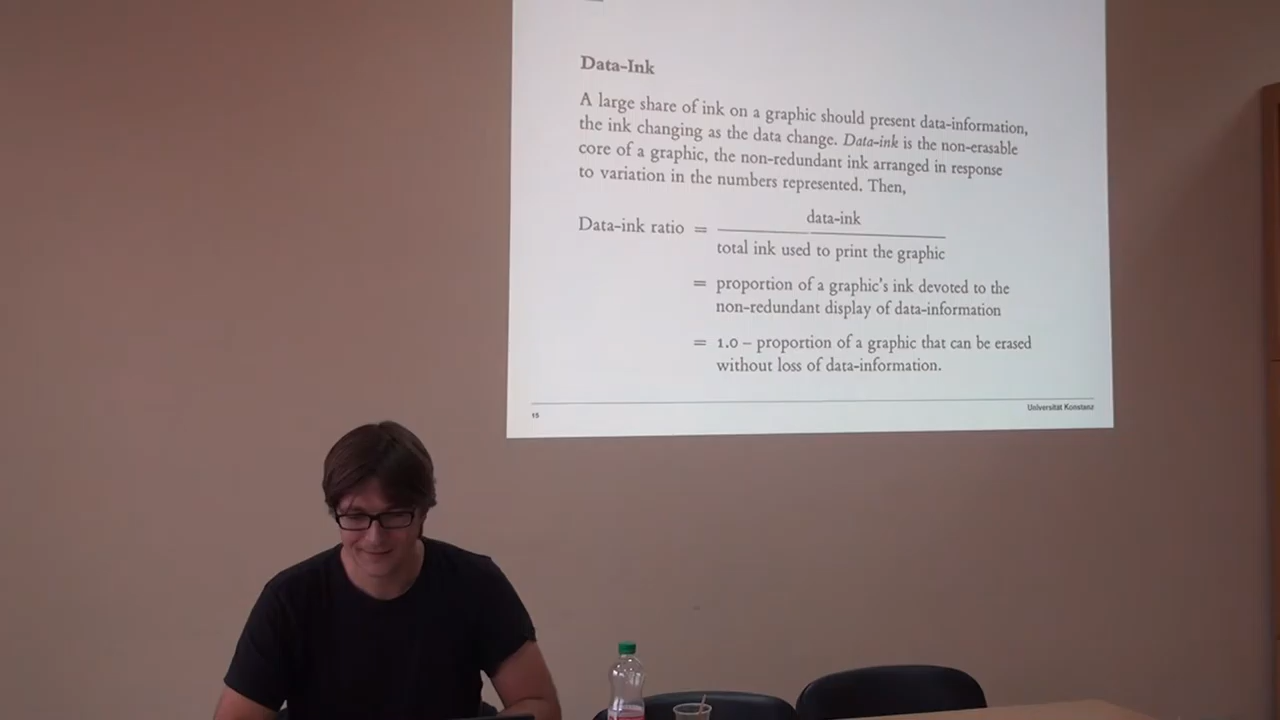 Data-Ink
A large share of ink on a graphic should present data-information,
the ink changing as the data change. Data-ink is the non-erasable
core of a graphic, the non-redundant ink arranged in response
to variation in the numbers represented. Then,
Data-ink ratio = data-ink
total ink used to print the graphic
= proportion of a graphic's ink devoted to the
non-redundant display of data-information
= 1.0 – proportion of a graphic that can be erased
without loss of data-information.
15 Universität Konstanz